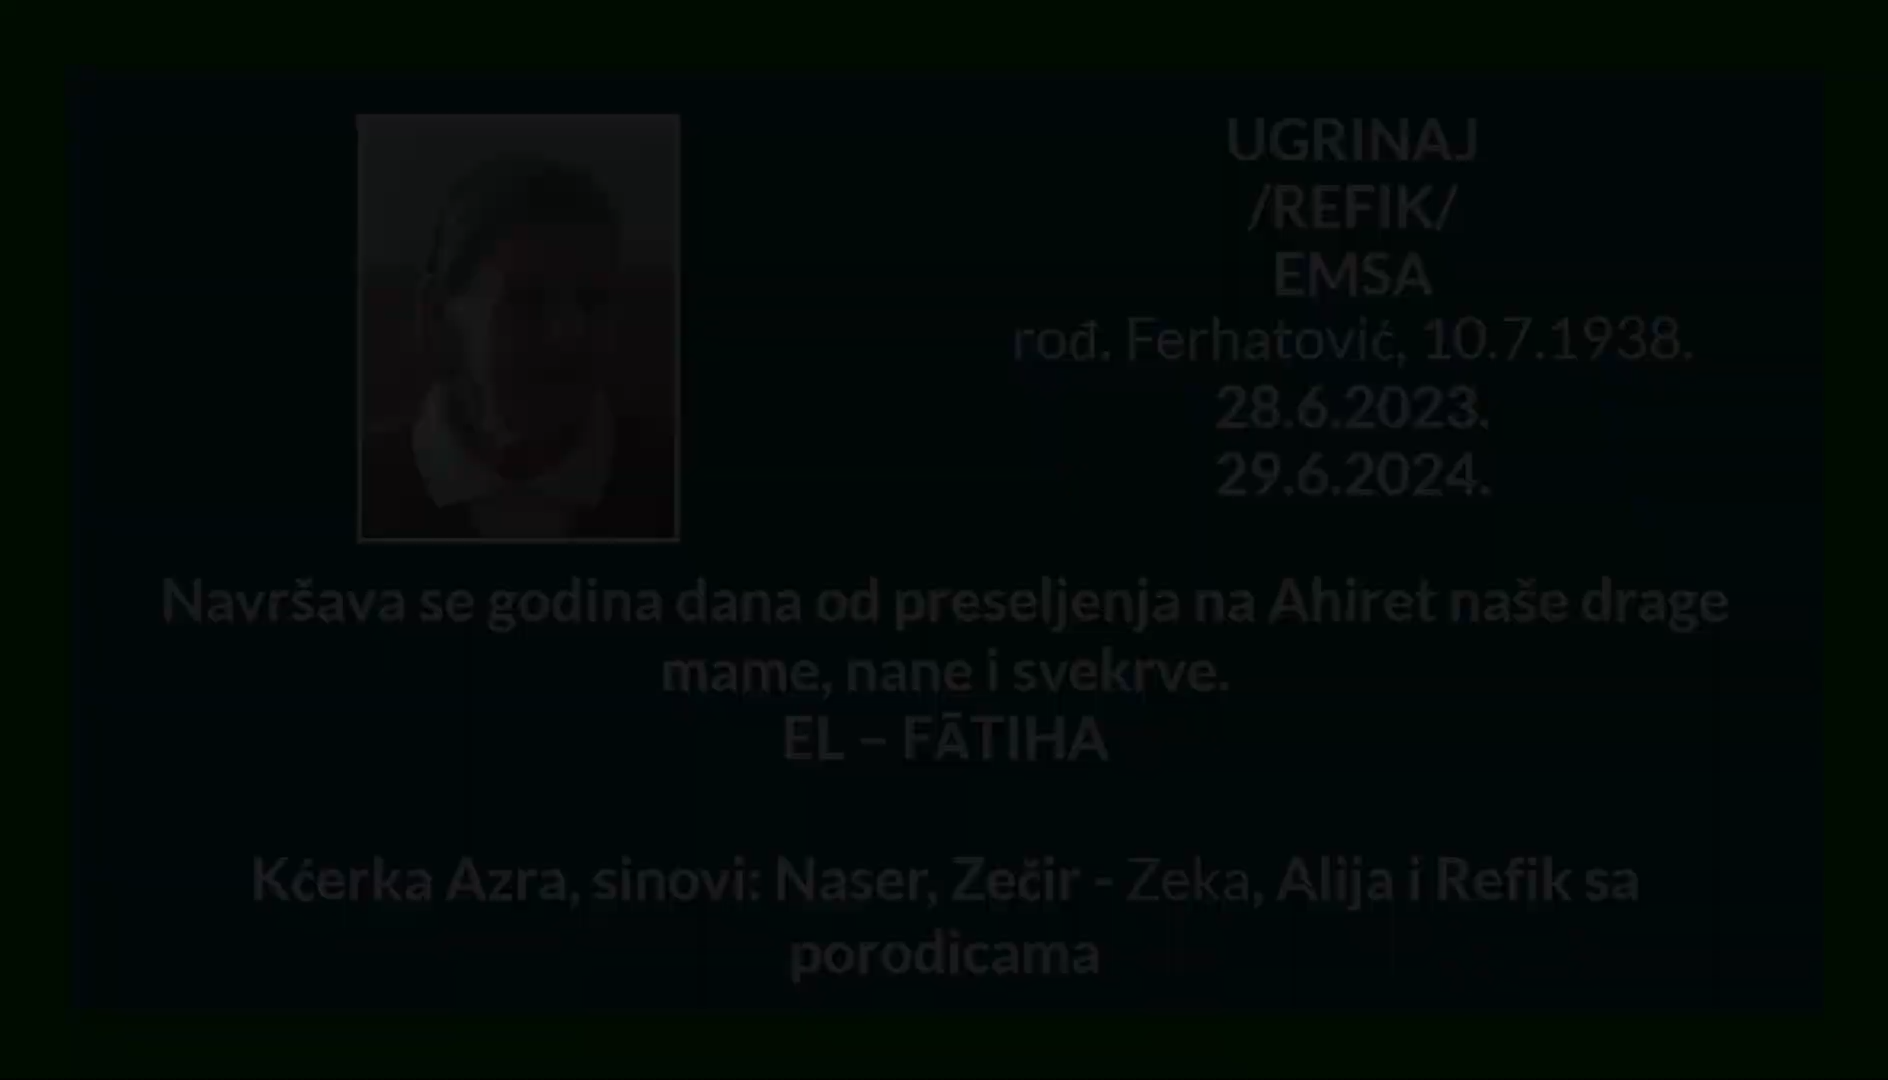 UGRINAJ
/REFIK/
EMSA
rođ. Ferhatović, 10.7.1938.
28.6.2023.
29.6.2024.
Navršava se godina dana od preseljenja na Ahiret naše drage
mame, nane i svekrve.
EL – FĀTIHA
Kćerka Azra, sinovi: Naser, Zečir - Zeka, Alija i Refik sa
porodicama